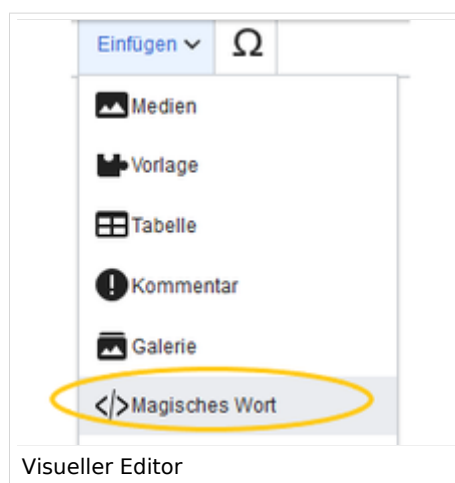 Einfügen Ω
Medien
Vorlage
Tabelle
Kommentar
Galerie
</>Magisches Wort
Visueller Editor